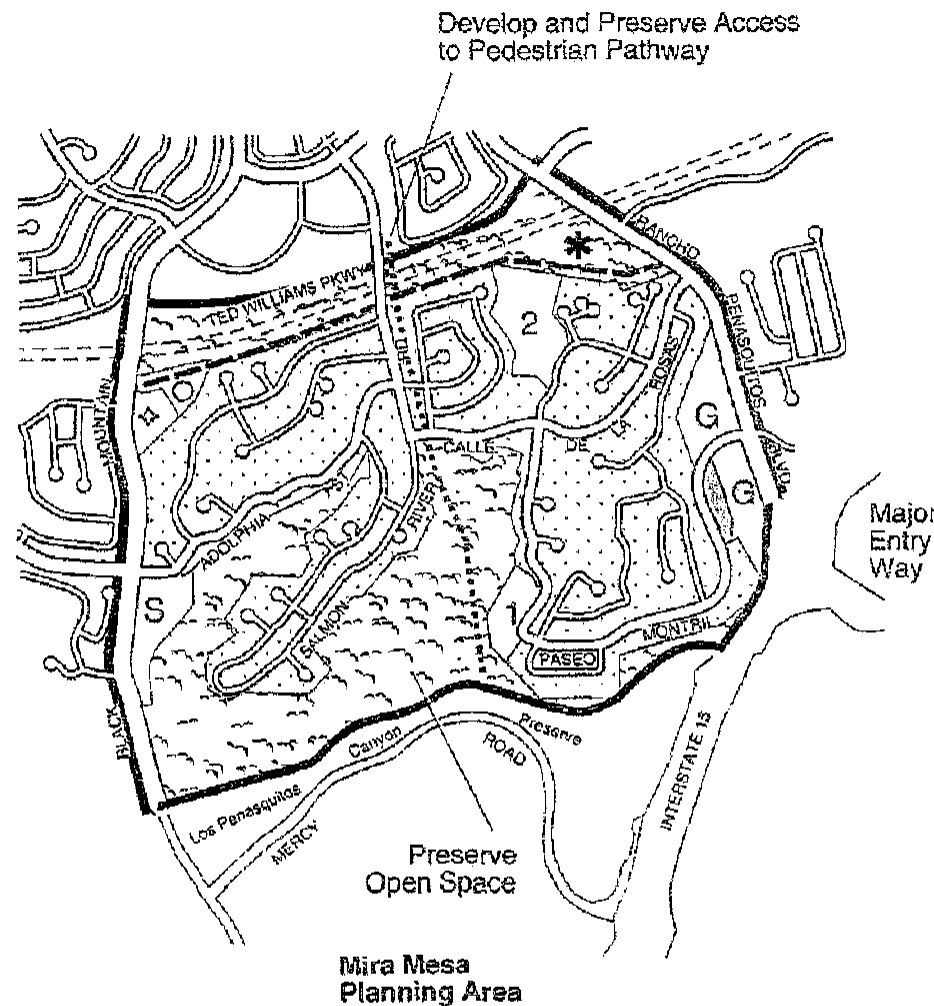 Develop and Preserve Access
to Pedestrian Pathway
RANCHO
PENASQUITOS
BLVD.
TED WILLIAMS PKWY
2
MOUNTAIN
ROSAS
LA
DE
CALLE
G
G
Major
Entry
Way
RIVER
ADOLPHIA
S
SALMON
1
MONTRIL
PASEO
BLACK
Los Penasquitos
Canyon
Preserve
ROAD
MERCY
INTERSTATE 15
Preserve
Open Space
Mira Mesa
Planning Area